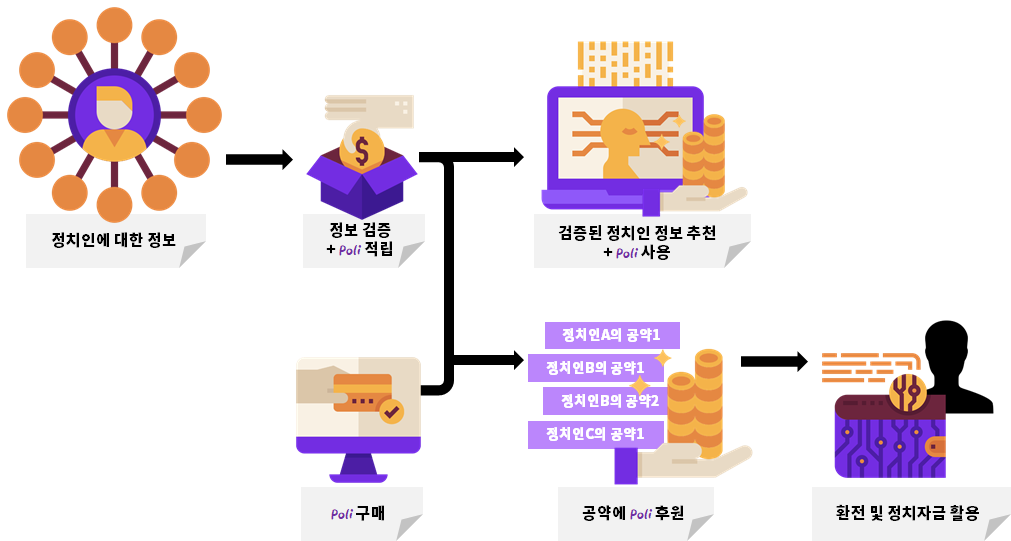 정치인에 대한 정보
정보 검증
+ Poli 적립
검증된 정치인 정보 추천
+ Poli 사용
$
정치인A의 공약1
정치인B의 공약1
정치인B의 공약2
정치인C의 공약1
Poli 구매
공약에 Poli 후원
환전 및 정치자금 활용